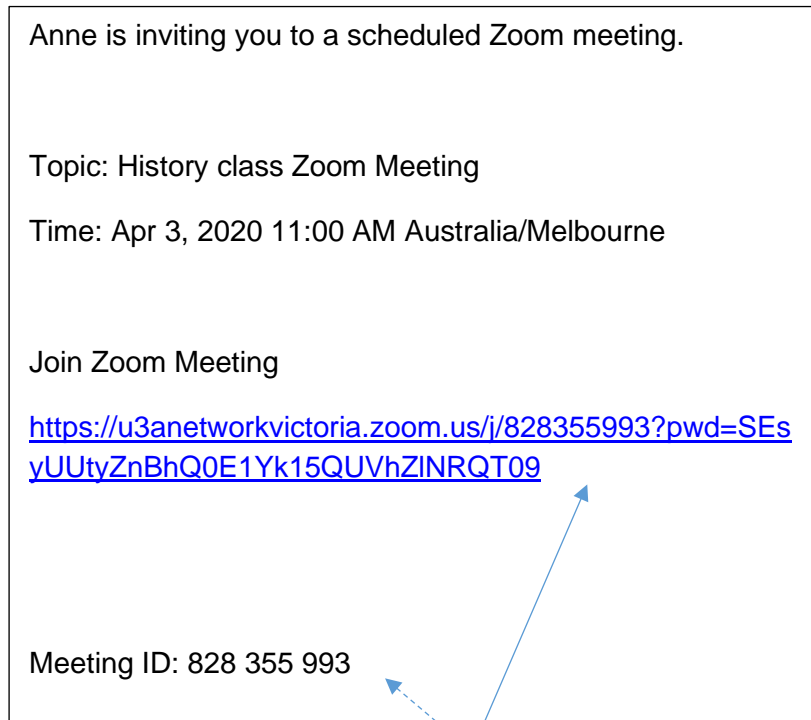 Anne is inviting you to a scheduled Zoom meeting.
Topic: History class Zoom Meeting
Time: Apr 3, 2020 11:00 AM Australia/Melbourne
Join Zoom Meeting
https://u3anetworkvictoria.zoom.us/j/828355993?pwd=SEs
yUUtyZnBhQ0E1Yk15QUVhZlNRQT09
Meeting ID: 828 355 993